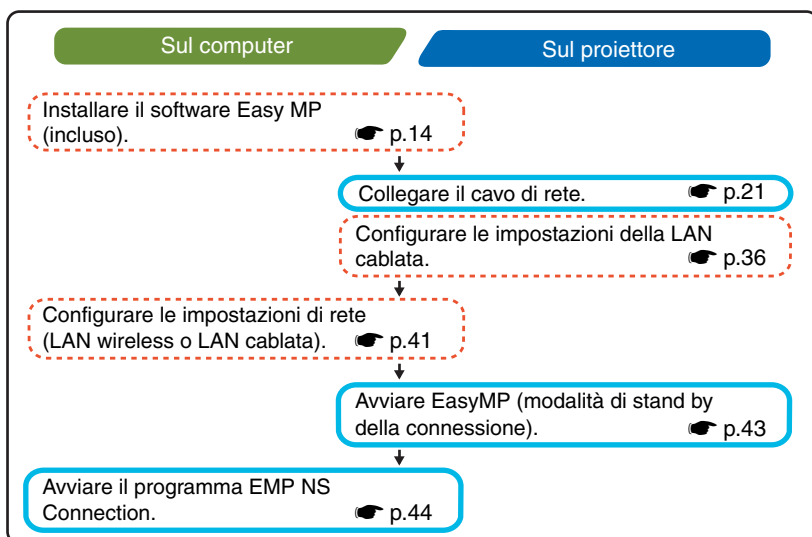 Sul computer
Sul proiettore
Installare il software Easy MP
(incluso). ☛ p.14
Collegare il cavo di rete. ☛ p.21
Configurare le impostazioni della LAN
cablata. ☛ p.36
Configurare le impostazioni di rete
(LAN wireless o LAN cablata). ☛ p.41
Avviare EasyMP (modalità di stand by
della connessione). ☛ p.43
Avviare il programma EMP NS
Connection. ☛ p.44